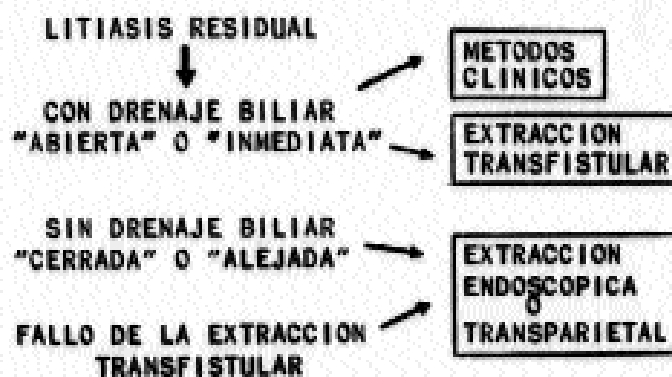 LITIASIS RESIDUAL
CON DRENAJE BILIAR
"ABIERTA" O "INMEDIATA"
METODOS
CLINICOS
EXTRACCION
TRANSFISTULAR
SIN DRENAJE BILIAR
"CERRADA" O "ALEJADA"
FALLO DE LA EXTRACCION
TRANSFISTULAR
EXTRACCION
ENDOSCOPICA
O
TRANSPARIETAL